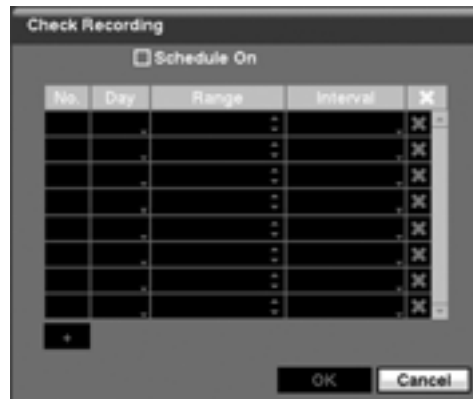 Check Recording
Schedule On
No. Day Range Interval
+
OK Cancel